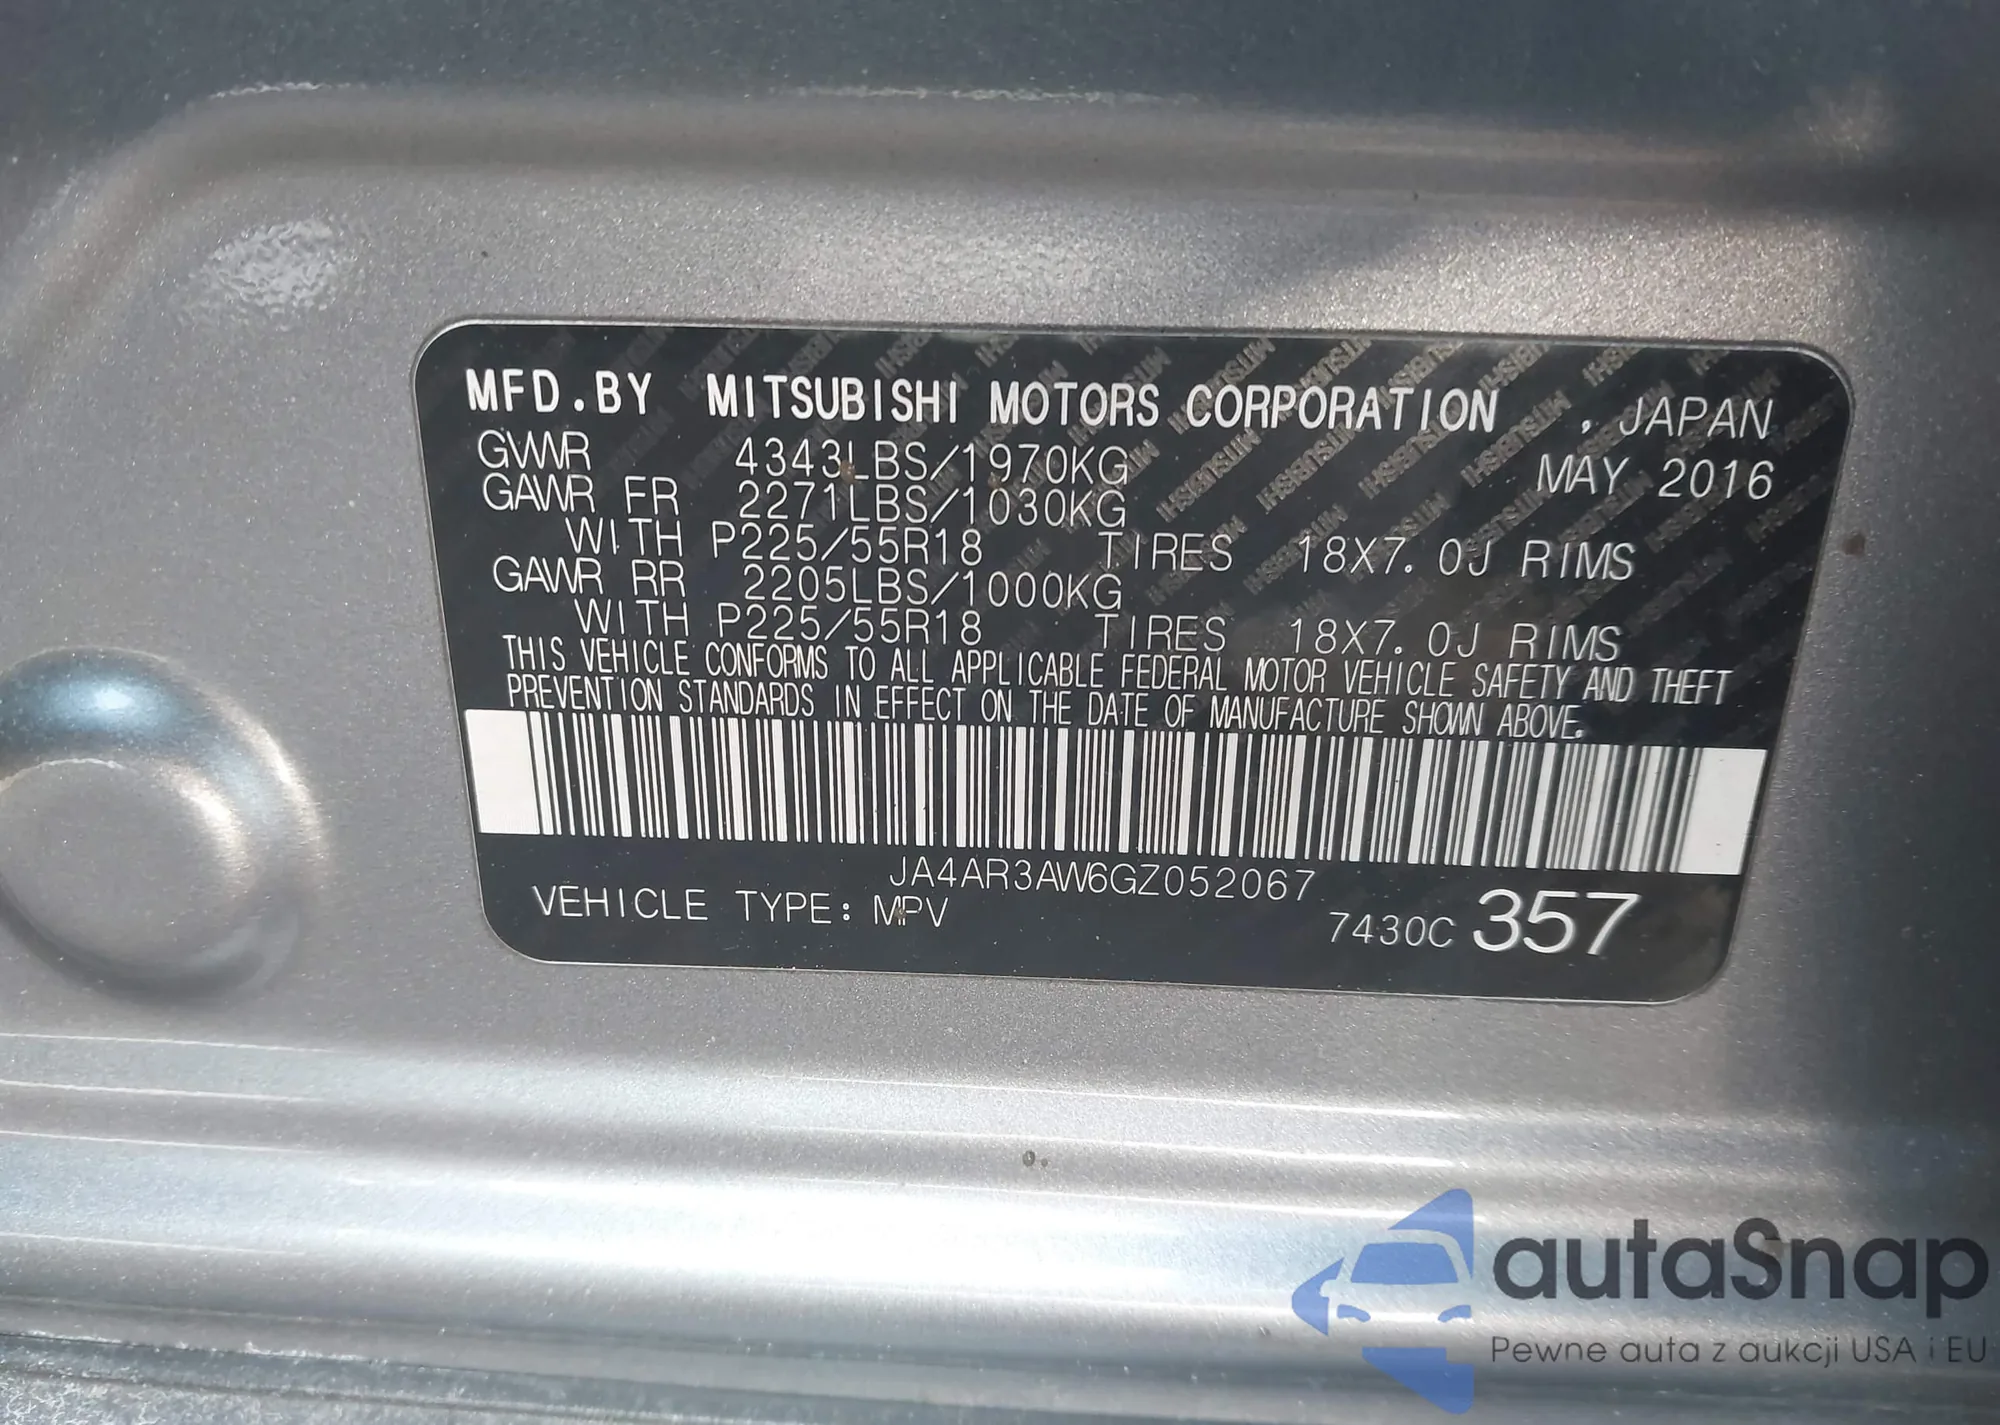 MFD.BY MITSUBISHI MOTORS CORPORATION , JAPAN
GVWR 4343LBS/1970KG MAY 2016
GAWR FR 2271LBS/1030KG
WITH P225/55R18 TIRES 18X7.0J RIMS
GAWR RR 2205LBS/1000KG
WITH P225/55R18 TIRES 18X7.0J RIMS
THIS VEHICLE CONFORMS TO ALL APPLICABLE FEDERAL MOTOR VEHICLE SAFETY AND THEFT
PREVENTION STANDARDS IN EFFECT ON THE DATE OF MANUFACTURE SHOWN ABOVE.
JA4AR3AW6GZ052067
VEHICLE TYPE: MPV 7430C 357
autaSnap
Pewne auta z aukcji USA i EU